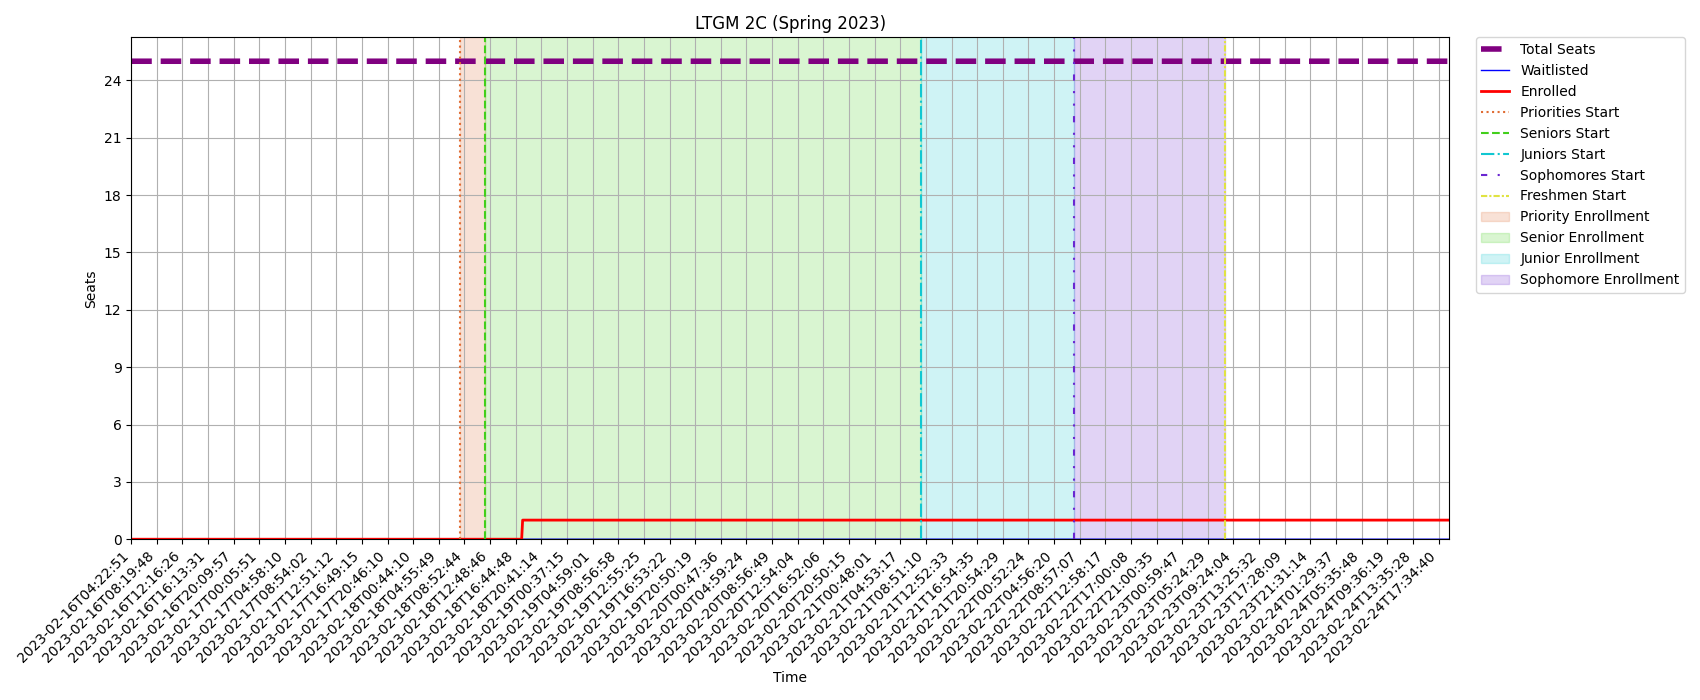 LTGM 2C (Spring 2023)
Total Seats
Waitlisted
Enrolled
Priorities Start
Seniors Start
Juniors Start
Sophomores Start
Freshmen Start
Priority Enrollment
Senior Enrollment
Junior Enrollment
Sophomore Enrollment
Seats
24
21
18
15
12
9
6
3
0
2023-02-16T04:22:51
2023-02-16T08:19:48
2023-02-16T12:16:26
2023-02-16T16:13:31
2023-02-16T20:09:57
2023-02-17T00:05:51
2023-02-17T04:58:10
2023-02-17T08:54:02
2023-02-17T12:51:12
2023-02-17T16:49:15
2023-02-17T20:46:10
2023-02-18T00:44:10
2023-02-18T04:55:49
2023-02-18T08:52:44
2023-02-18T12:48:46
2023-02-18T16:44:48
2023-02-18T20:41:14
2023-02-19T00:37:15
2023-02-19T04:59:01
2023-02-19T08:56:58
2023-02-19T12:55:25
2023-02-19T16:53:22
2023-02-19T20:50:19
2023-02-20T00:47:36
2023-02-20T04:59:24
2023-02-20T08:56:49
2023-02-20T12:54:04
2023-02-20T16:52:06
2023-02-20T20:50:15
2023-02-21T00:48:01
2023-02-21T04:53:17
2023-02-21T08:51:10
2023-02-21T12:52:33
2023-02-21T16:54:35
2023-02-21T20:54:29
2023-02-22T00:52:24
2023-02-22T04:56:20
2023-02-22T08:57:07
2023-02-22T12:58:17
2023-02-22T17:00:08
2023-02-22T21:00:35
2023-02-23T00:59:47
2023-02-23T05:24:29
2023-02-23T09:24:04
2023-02-23T13:25:32
2023-02-23T17:28:09
2023-02-23T21:31:14
2023-02-24T01:29:37
2023-02-24T05:35:48
2023-02-24T09:36:19
2023-02-24T13:35:28
2023-02-24T17:34:40
Time